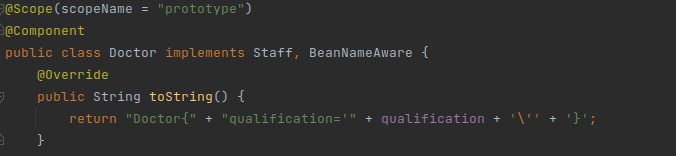 @Scope(scopeName = "prototype")
@Component
public class Doctor implements Staff, BeanNameAware {
    @Override
    public String toString() {
        return "Doctor{" + "qualification='" + qualification + '\'' + '}';
    }